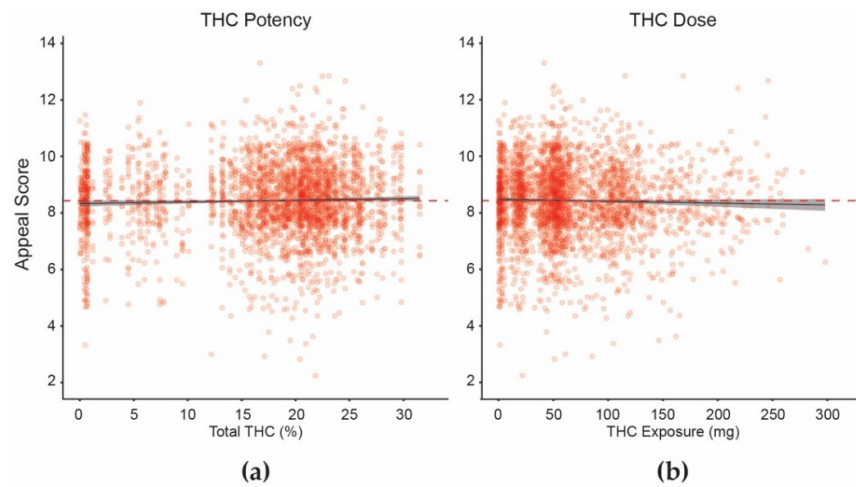 THC Potency
THC Dose
Appeal Score
14
12
10
8
6
4
2
0 5 10 15 20 25 30
Total THC (%)
(a)
14
12
10
8
6
4
2
0 50 100 150 200 250 300
THC Exposure (mg)
(b)